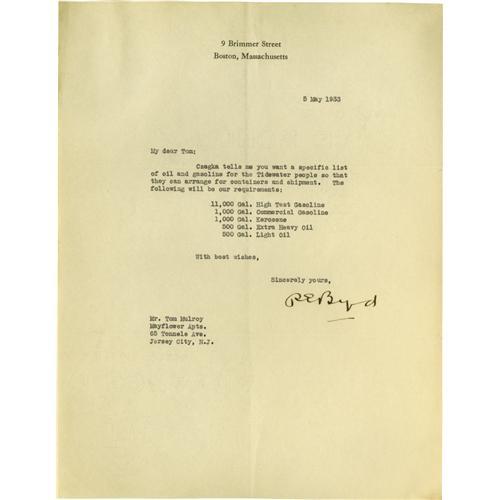 9 Brimmer Street
Boston, Massachusetts
5 May 1933
My dear Tom:
Czegka tells me you want a specific list
of oil and gasoline for the Tidewater people so that
they can arrange for containers and shipment. The
following will be our requirements:
11,000 Gal. High Test Gasoline
1,000 Gal. Commercial Gasoline
1,000 Gal. Kerosene
500 Gal. Extra Heavy Oil
500 Gal. Light Oil
With best wishes,
Sincerely yours,
R E Byrd
Mr. Tom Mulroy
Mayflower Apts.
65 Tonnele Ave.
Jersey City, N.J.